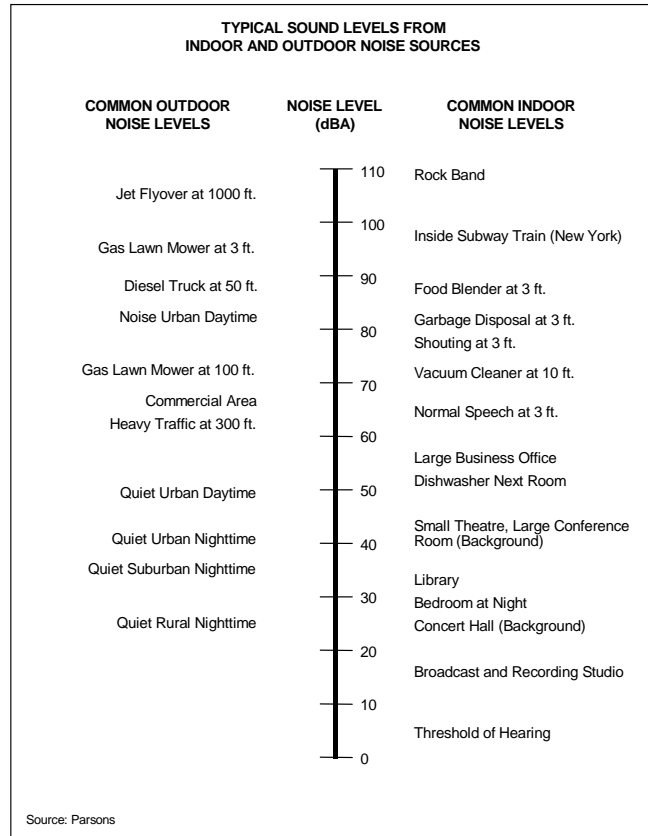 TYPICAL SOUND LEVELS FROM
INDOOR AND OUTDOOR NOISE SOURCES
COMMON OUTDOOR
NOISE LEVELS
NOISE LEVEL
(dBA)
COMMON INDOOR
NOISE LEVELS
110
Rock Band
Jet Flyover at 1000 ft.
100
Inside Subway Train (New York)
Gas Lawn Mower at 3 ft.
90
Diesel Truck at 50 ft.
Food Blender at 3 ft.
Noise Urban Daytime
Garbage Disposal at 3 ft.
80
Shouting at 3 ft.
Gas Lawn Mower at 100 ft.
Vacuum Cleaner at 10 ft.
70
Commercial Area
Normal Speech at 3 ft.
Heavy Traffic at 300 ft.
60
Large Business Office
Dishwasher Next Room
50
Quiet Urban Daytime
Small Theatre, Large Conference
Room (Background)
Quiet Urban Nighttime
40
Quiet Suburban Nighttime
Library
30
Bedroom at Night
Quiet Rural Nighttime
Concert Hall (Background)
20
Broadcast and Recording Studio
10
Threshold of Hearing
0
Source: Parsons